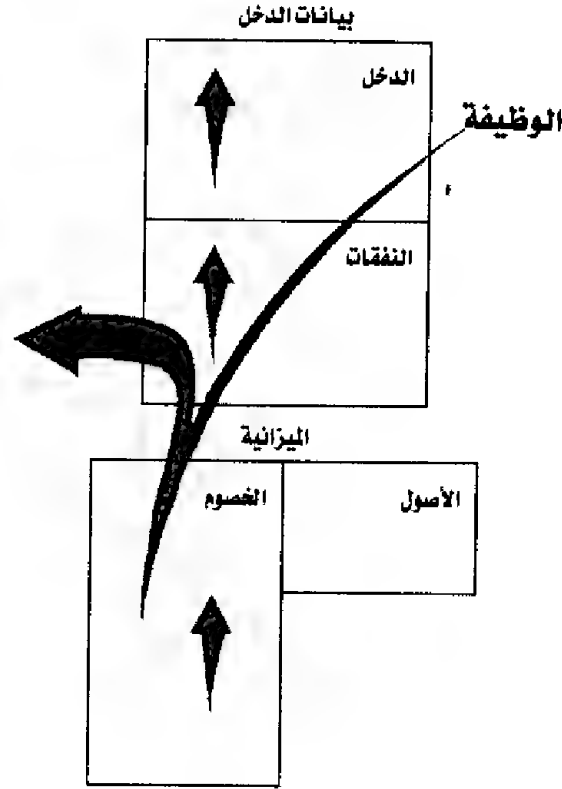 بيانات الدخل
الدخل
الوظيفة
النفقات
الميزانية
الأصول
الخصوم